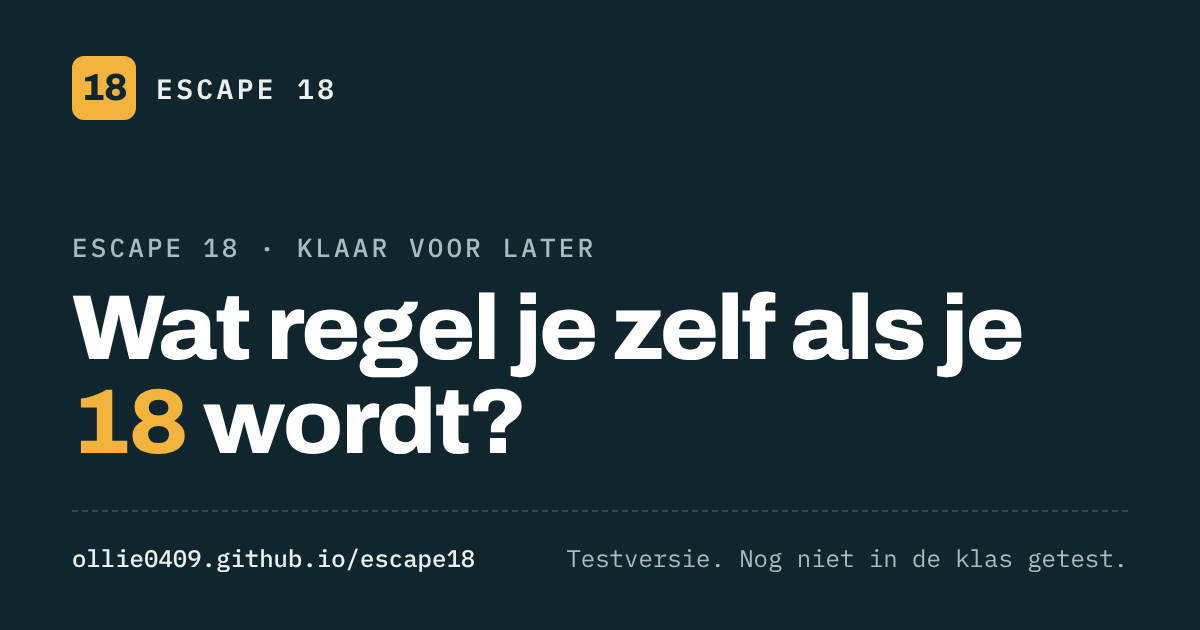 18 ESCAPE 18
ESCAPE 18 · KLAAR VOOR LATER
Wat regel je zelf als je
18 wordt?
ollie0409.github.io/escape18 Testversie. Nog niet in de klas getest.